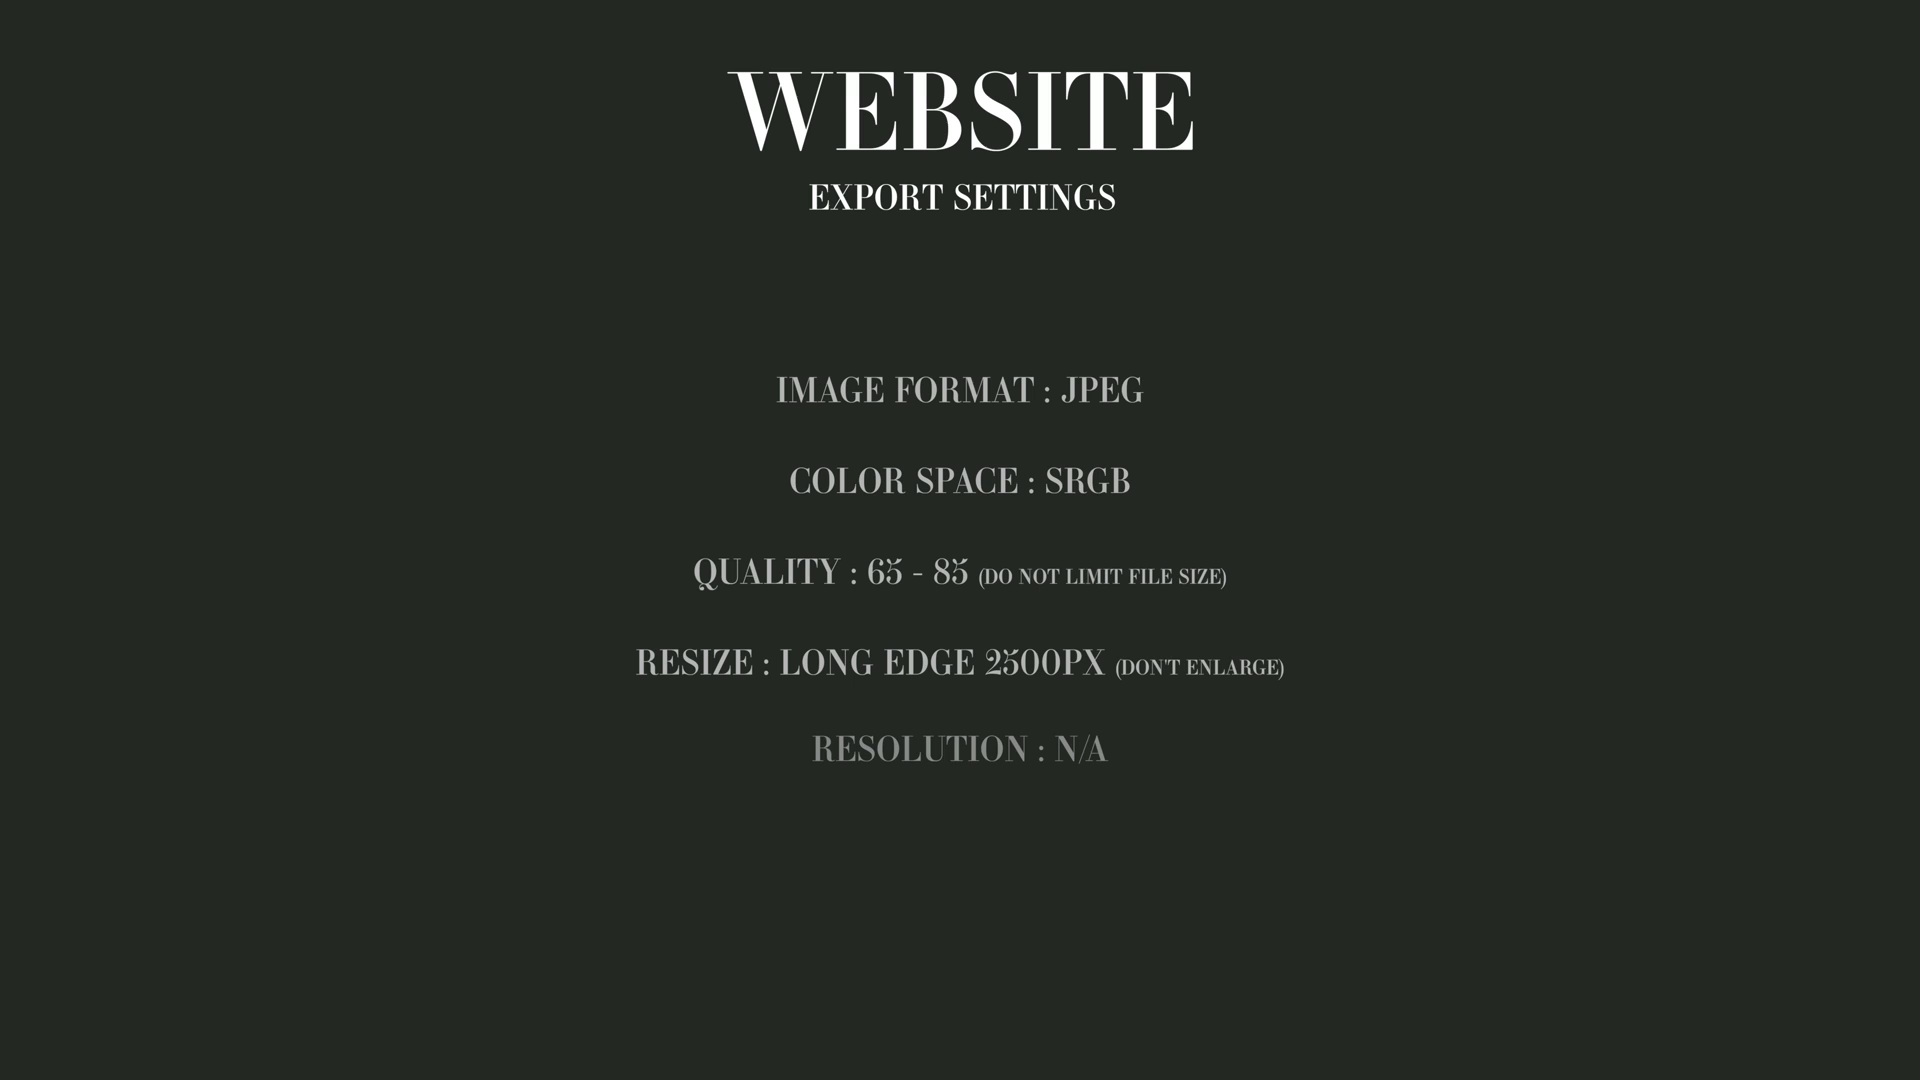 WEBSITE
EXPORT SETTINGS
IMAGE FORMAT : JPEG
COLOR SPACE : SRGB
QUALITY : 65 - 85 (DO NOT LIMIT FILE SIZE)
RESIZE : LONG EDGE 2500PX (DON'T ENLARGE)
RESOLUTION : N/A